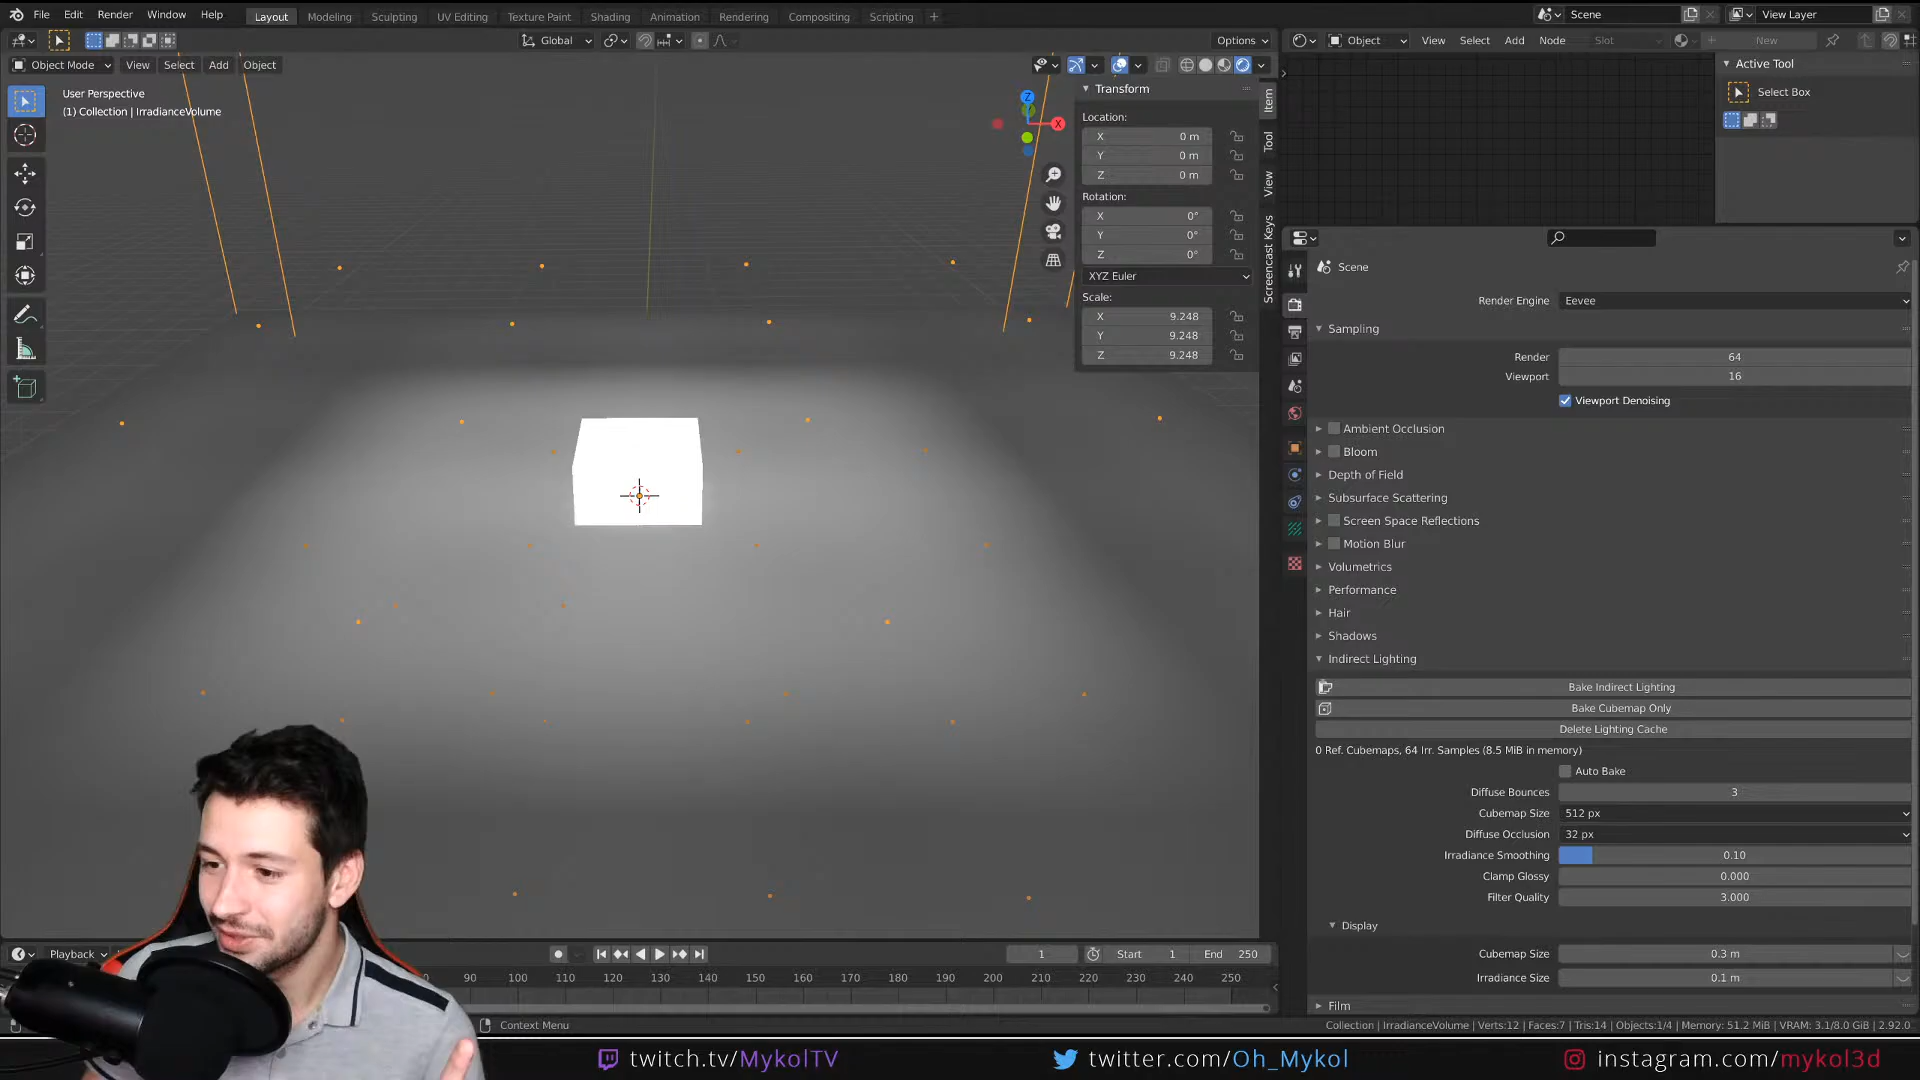 File Edit Render Window Help Layout Modeling Sculpting UV Editing Texture Paint Shading Animation Rendering Compositing Scripting + Scene View Layer
Global Options Object View Select Add Node Slot New
Object Mode View Select Add Object
User Perspective
(1) Collection | IrradianceVolume
Z
X
Transform
Location:
X 0 m
Y 0 m
Z 0 m
Rotation:
X 0°
Y 0°
Z 0°
XYZ Euler
Scale:
X 9.248
Y 9.248
Z 9.248
Item
Tool
View
Screencast Keys
Active Tool
Select Box
Scene
Render Engine Eevee
Sampling
Render 64
Viewport 16
Viewport Denoising
Ambient Occlusion
Bloom
Depth of Field
Subsurface Scattering
Screen Space Reflections
Motion Blur
Volumetrics
Performance
Hair
Shadows
Indirect Lighting
Bake Indirect Lighting
Bake Cubemap Only
Delete Lighting Cache
0 Ref. Cubemaps, 64 Irr. Samples (8.5 MiB in memory)
Auto Bake
Diffuse Bounces 3
Cubemap Size 512 px
Diffuse Occlusion 32 px
Irradiance Smoothing 0.10
Clamp Glossy 0.000
Filter Quality 3.000
Display
Cubemap Size 0.3 m
Irradiance Size 0.1 m
Film
Playback 1 Start 1 End 250
90 100 110 120 130 140 150 160 170 180 190 200 210 220 230 240 250
Context Menu
Collection | IrradianceVolume | Verts:12 | Faces:7 | Tris:14 | Objects:1/4 | Memory: 51.2 MiB | VRAM: 3.1/8.0 GiB | 2.92.0
twitch.tv/MykolTV twitter.com/Oh_Mykol instagram.com/mykol3d